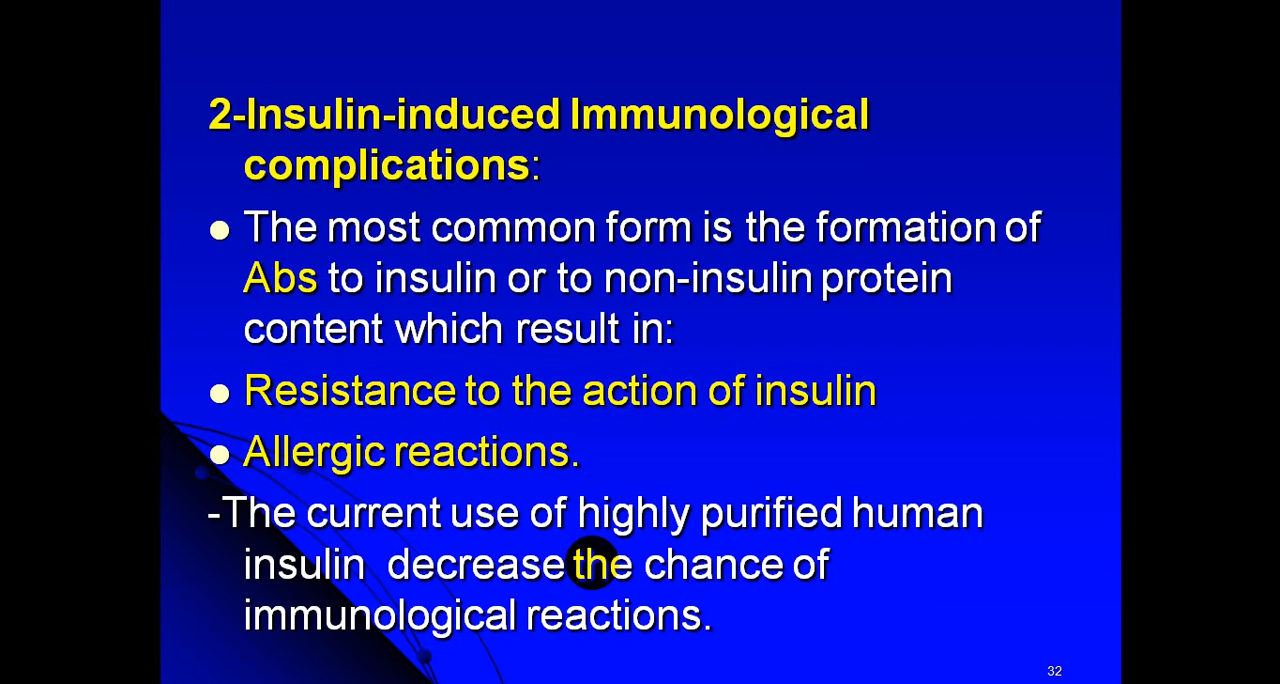 2-Insulin-induced Immunological
complications:
● The most common form is the formation of
Abs to insulin or to non-insulin protein
content which result in:
● Resistance to the action of insulin
● Allergic reactions.
-The current use of highly purified human
insulin  decrease the chance of
immunological reactions.
32